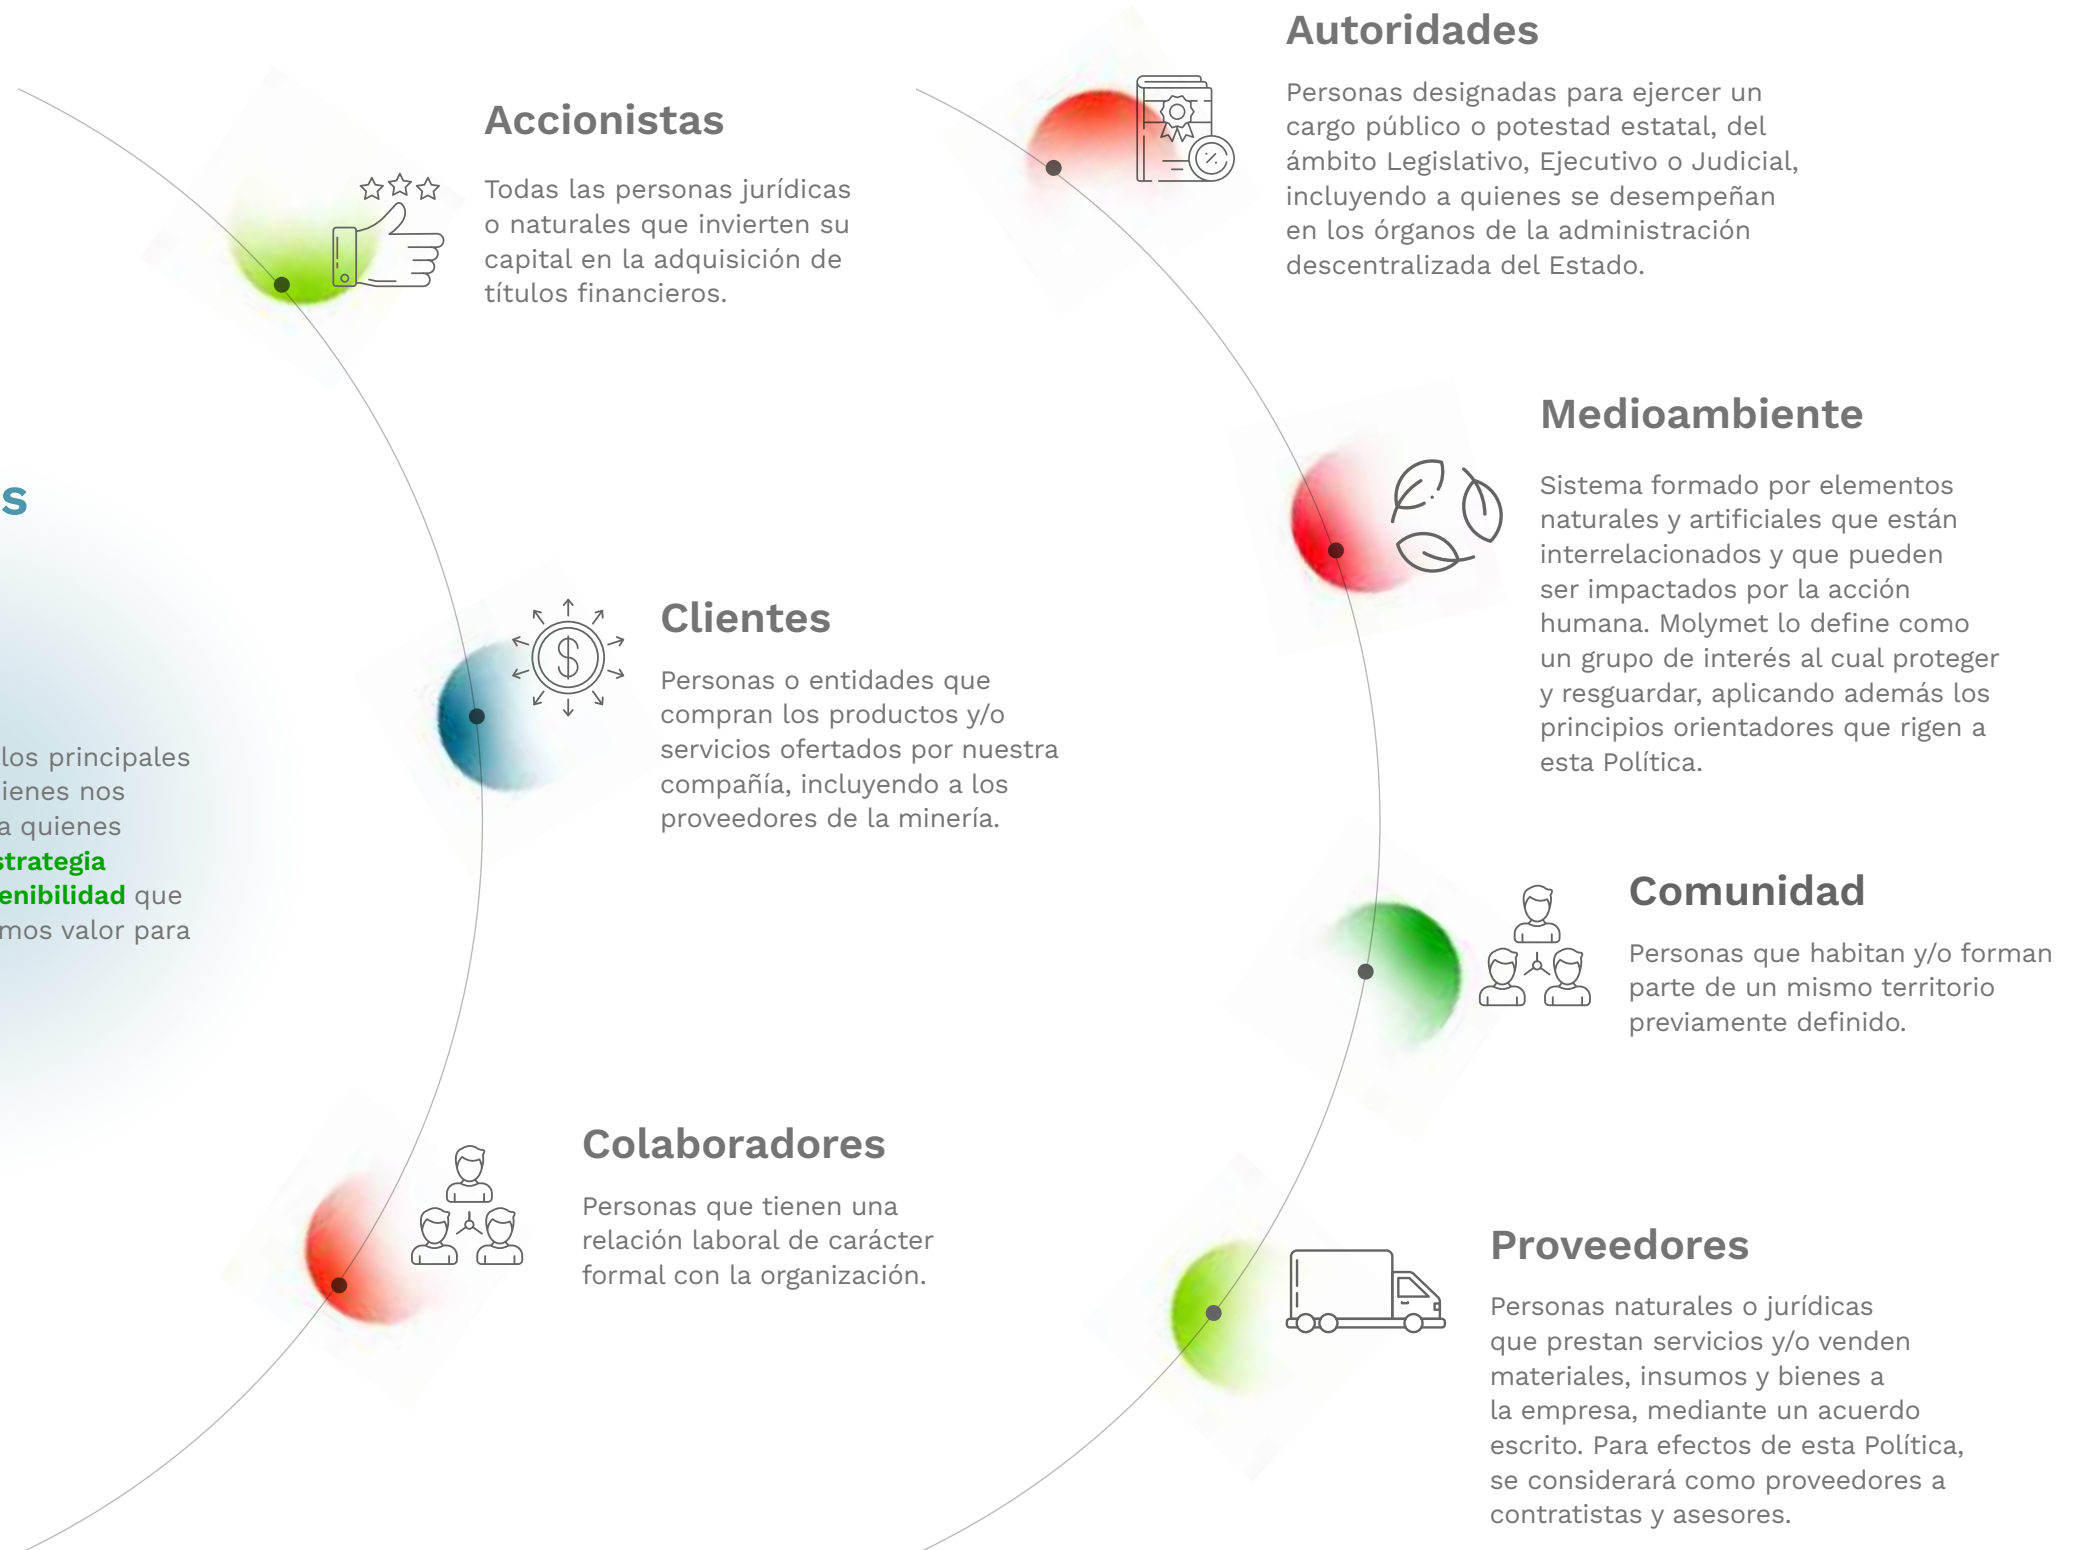 s
los principales
nos
a quienes
que
valor para
Accionistas
Todas las personas jurídicas
o naturales que invierten su
capital en la adquisición de
títulos financieros.
Clientes
Personas o entidades que
compran los productos y/o
servicios ofertados por nuestra
compañía, incluyendo a los
proveedores de la minería.
Colaboradores
Personas que tienen una
relación laboral de carácter
formal con la organización.
Autoridades
Personas designadas para ejercer un
cargo público o potestad estatal, del
ámbito Legislativo, Ejecutivo o Judicial,
incluyendo a quienes se desempeñan
en los órganos de la administración
descentralizada del Estado.
Medioambiente
Sistema formado por elementos
naturales y artificiales que están
interrelacionados y que pueden
ser impactados por la acción
humana. Molymet lo define como
un grupo de interés al cual proteger
y resguardar, aplicando además los
principios orientadores que rigen a
esta Política.
Comunidad
Personas que habitan y/o forman
parte de un mismo territorio
previamente definido.
Proveedores
Personas naturales o jurídicas
que prestan servicios y/o venden
materiales, insumos y bienes a
la empresa, mediante un acuerdo
escrito. Para efectos de esta Política,
se considerará como proveedores a
contratistas y asesores.